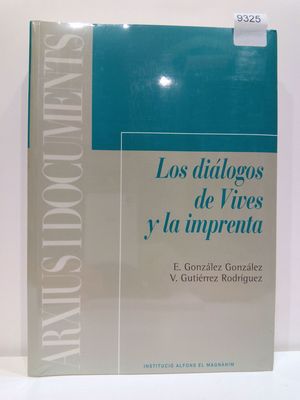 9325
ARXIUS I DOCUMENTS
Los diálogos
de Vives
y la imprenta
E. González González
V. Gutiérrez Rodríguez
INSTITUCIÓ ALFONS EL MAGNÀNIM